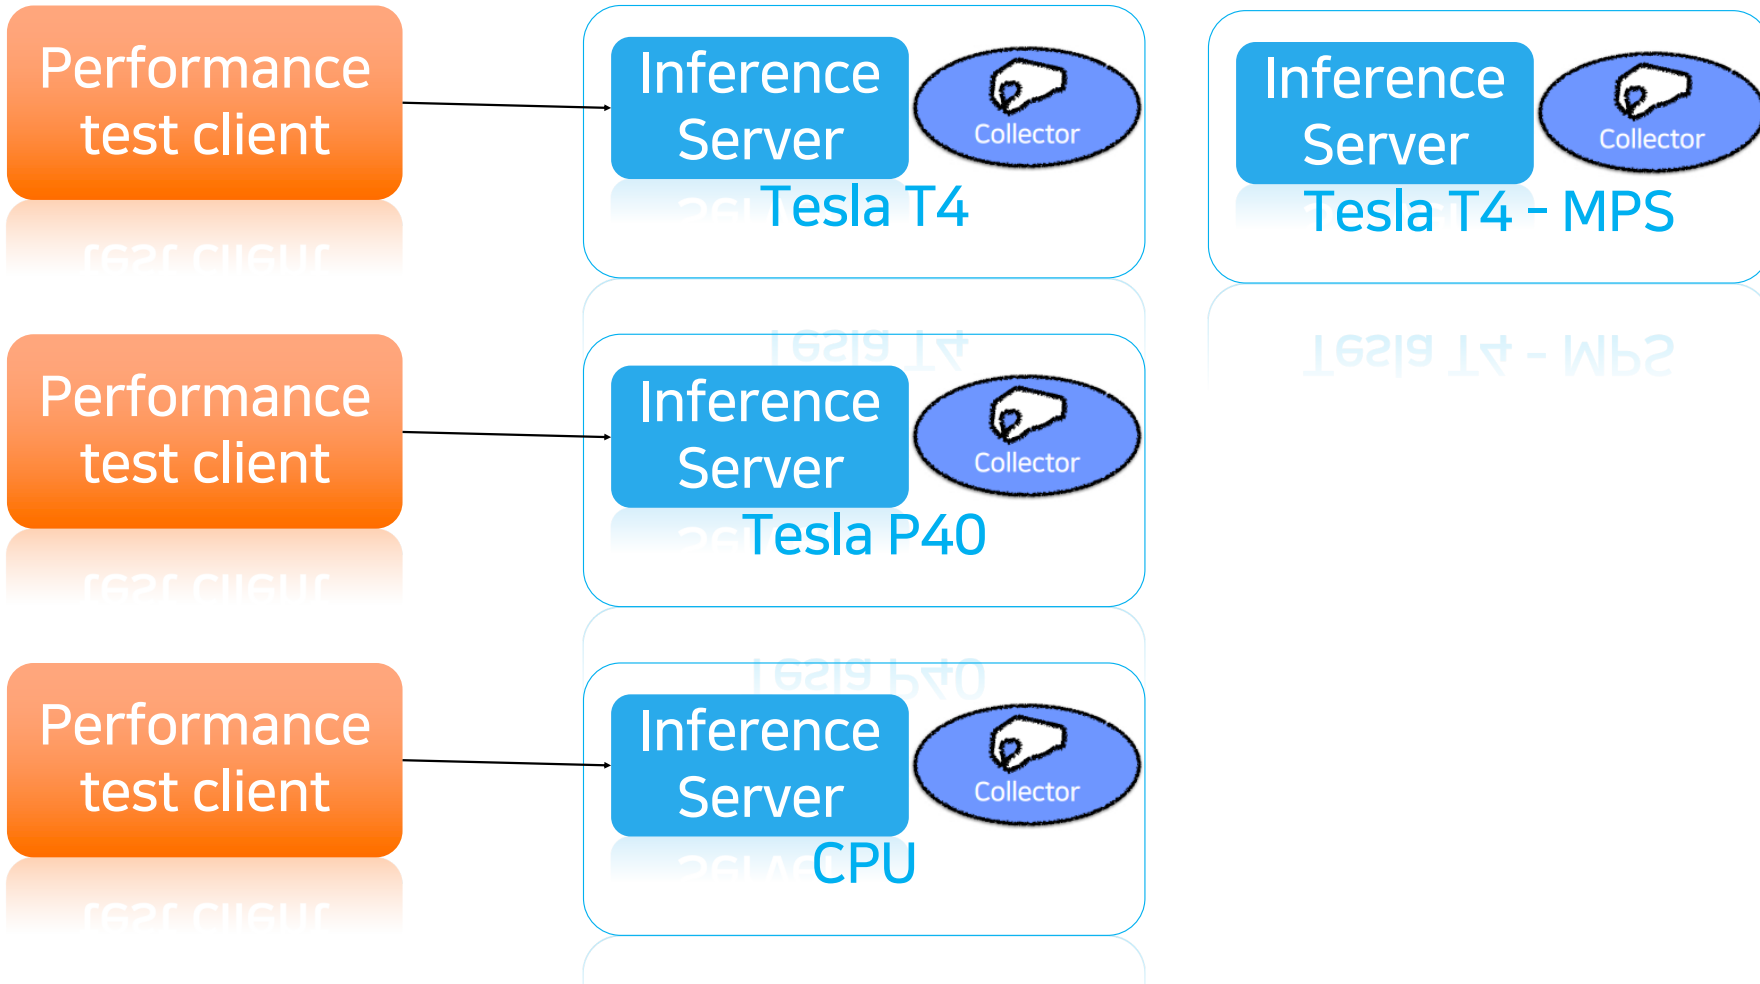 Performance
test client
Inference
Server
Collector
Tesla T4
Inference
Server
Collector
Tesla T4 - MPS
Performance
test client
Inference
Server
Collector
Tesla P40
Performance
test client
Inference
Server
Collector
CPU